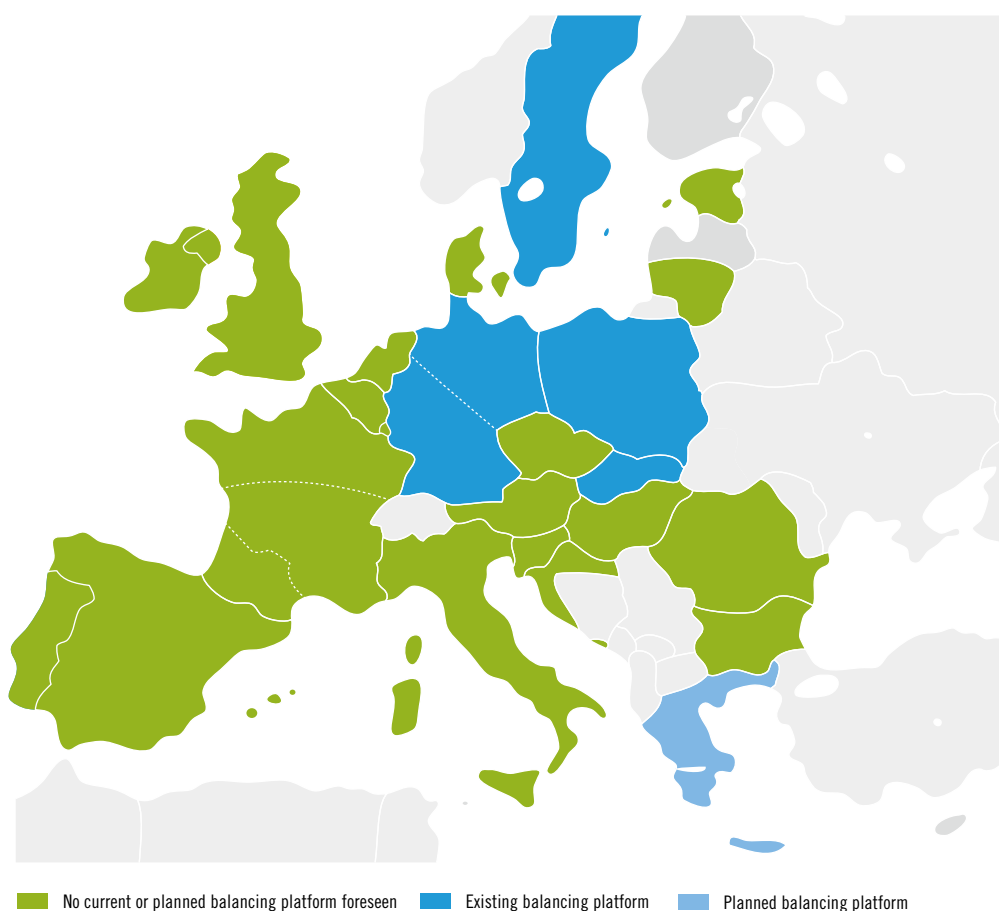 No current or planned balancing platform foreseen
Existing balancing platform
Planned balancing platform